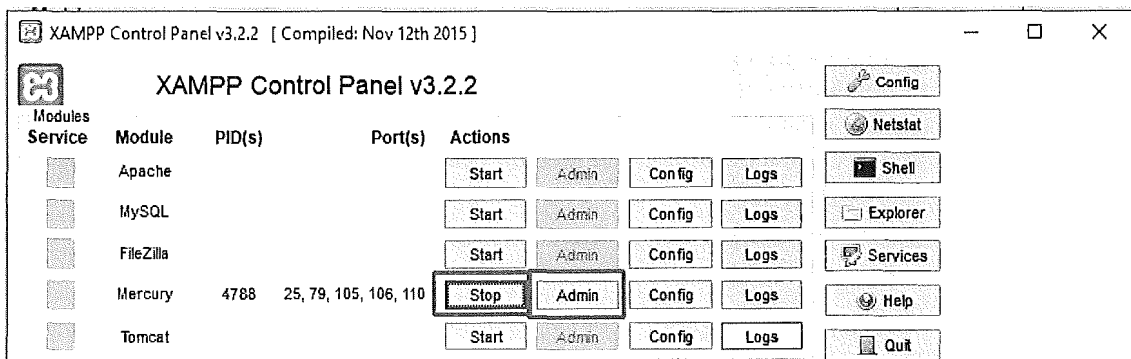 XAMPP Control Panel v3.2.2 [ Compiled: Nov 12th 2015 ]
XAMPP Control Panel v3.2.2
Config
Modules
Service Module PID(s) Port(s) Actions
Netstat
Apache Start Admin Config Logs
Shell
MySQL Start Admin Config Logs
Explorer
FileZilla Start Admin Config Logs
Services
Mercury 4788 25, 79, 105, 106, 110 Stop Admin Config Logs
Help
Tomcat Start Admin Config Logs
Quit